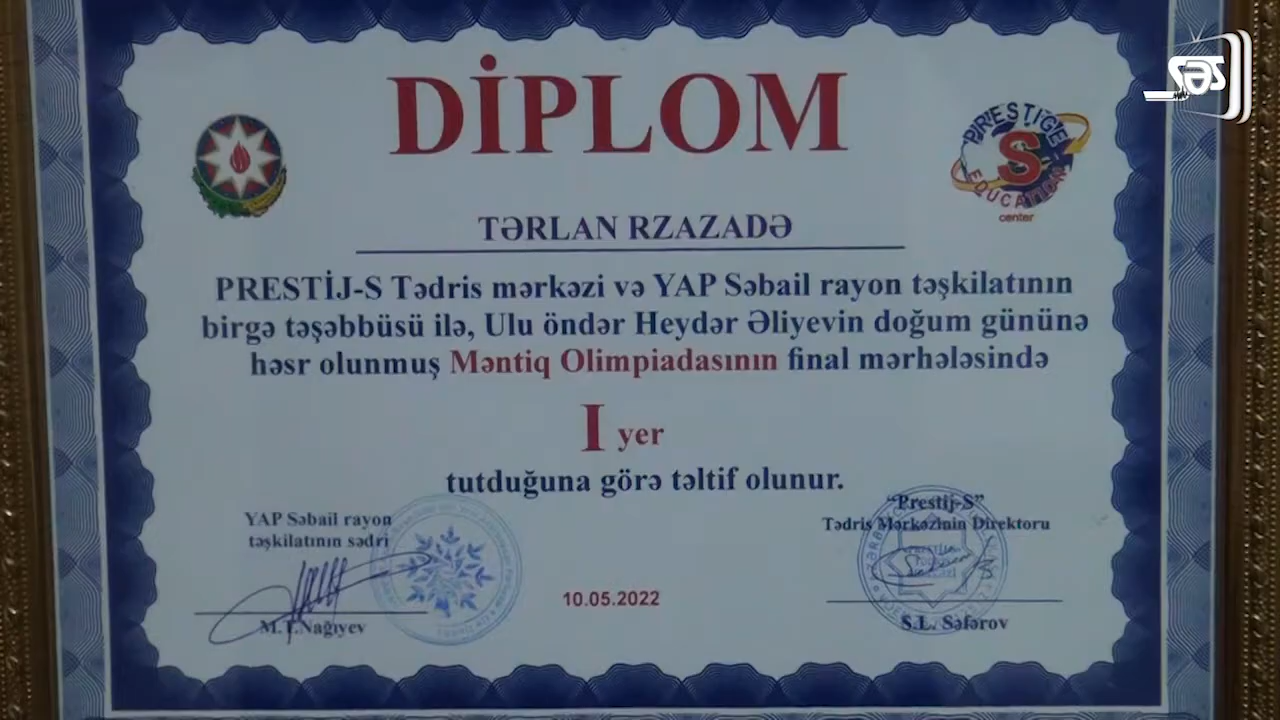 SƏS
DİPLOM
PRESTIGE
S
EDUCATION
center
TƏRLAN RZAZADƏ
PRESTİJ-S Tədris mərkəzi və YAP Səbail rayon təşkilatının
birgə təşəbbüsü ilə, Ulu öndər Heydər Əliyevin doğum gününə
həsr olunmuş Məntiq Olimpiadasının final mərhələsində
I yer
tutduğuna görə təltif olunur.
YAP Səbail rayon
təşkilatının sədri
M.T.Nağıyev
10.05.2022
“Prestij-S”
Tədris Mərkəzinin Direktoru
S.L. Səfərov